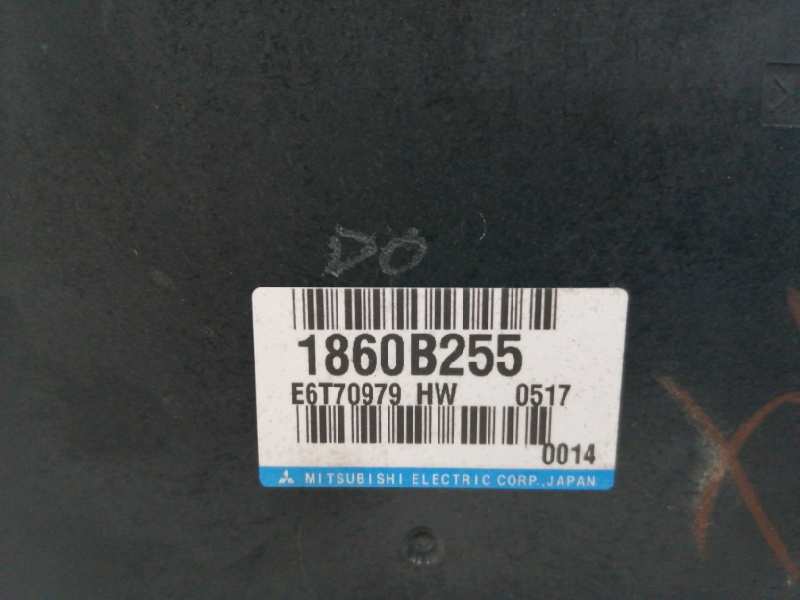 DO
1860B255
E6T70979 HW 0517
0014
MITSUBISHI ELECTRIC CORP.,JAPAN